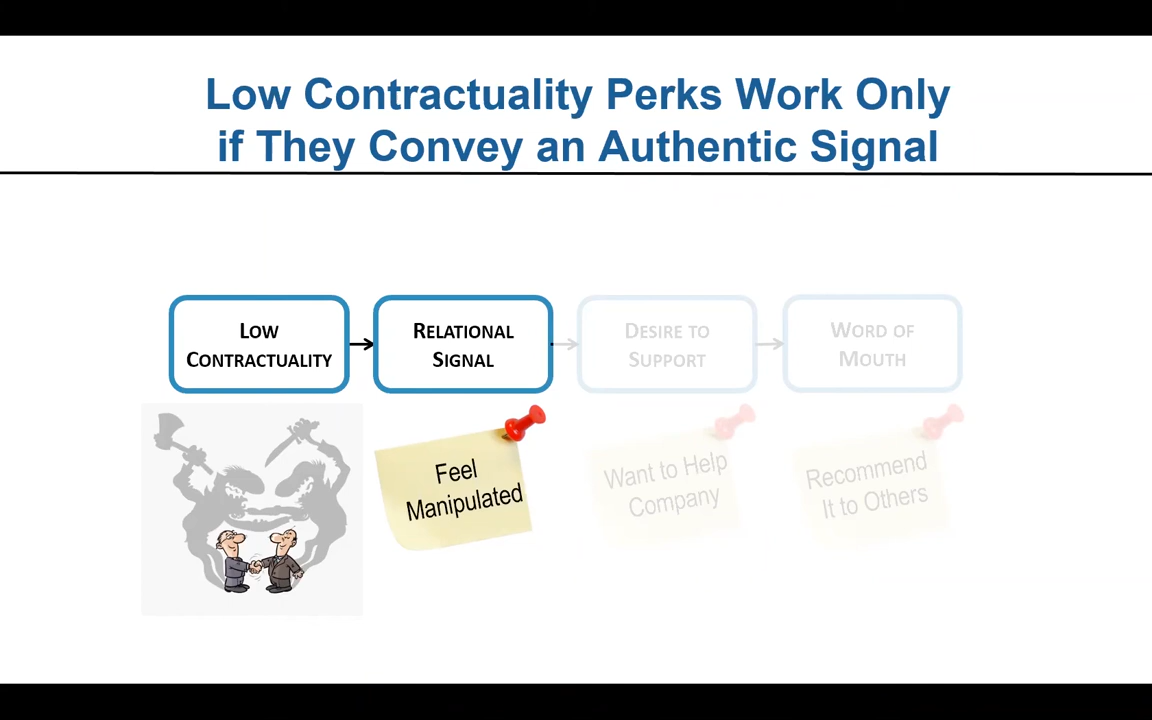 Low Contractuality Perks Work Only
if They Convey an Authentic Signal
LOW
CONTRACTUALITY
RELATIONAL
SIGNAL
DESIRE TO
SUPPORT
WORD OF
MOUTH
Feel
Manipulated
Want to Help
Company
Recommend
It to Others